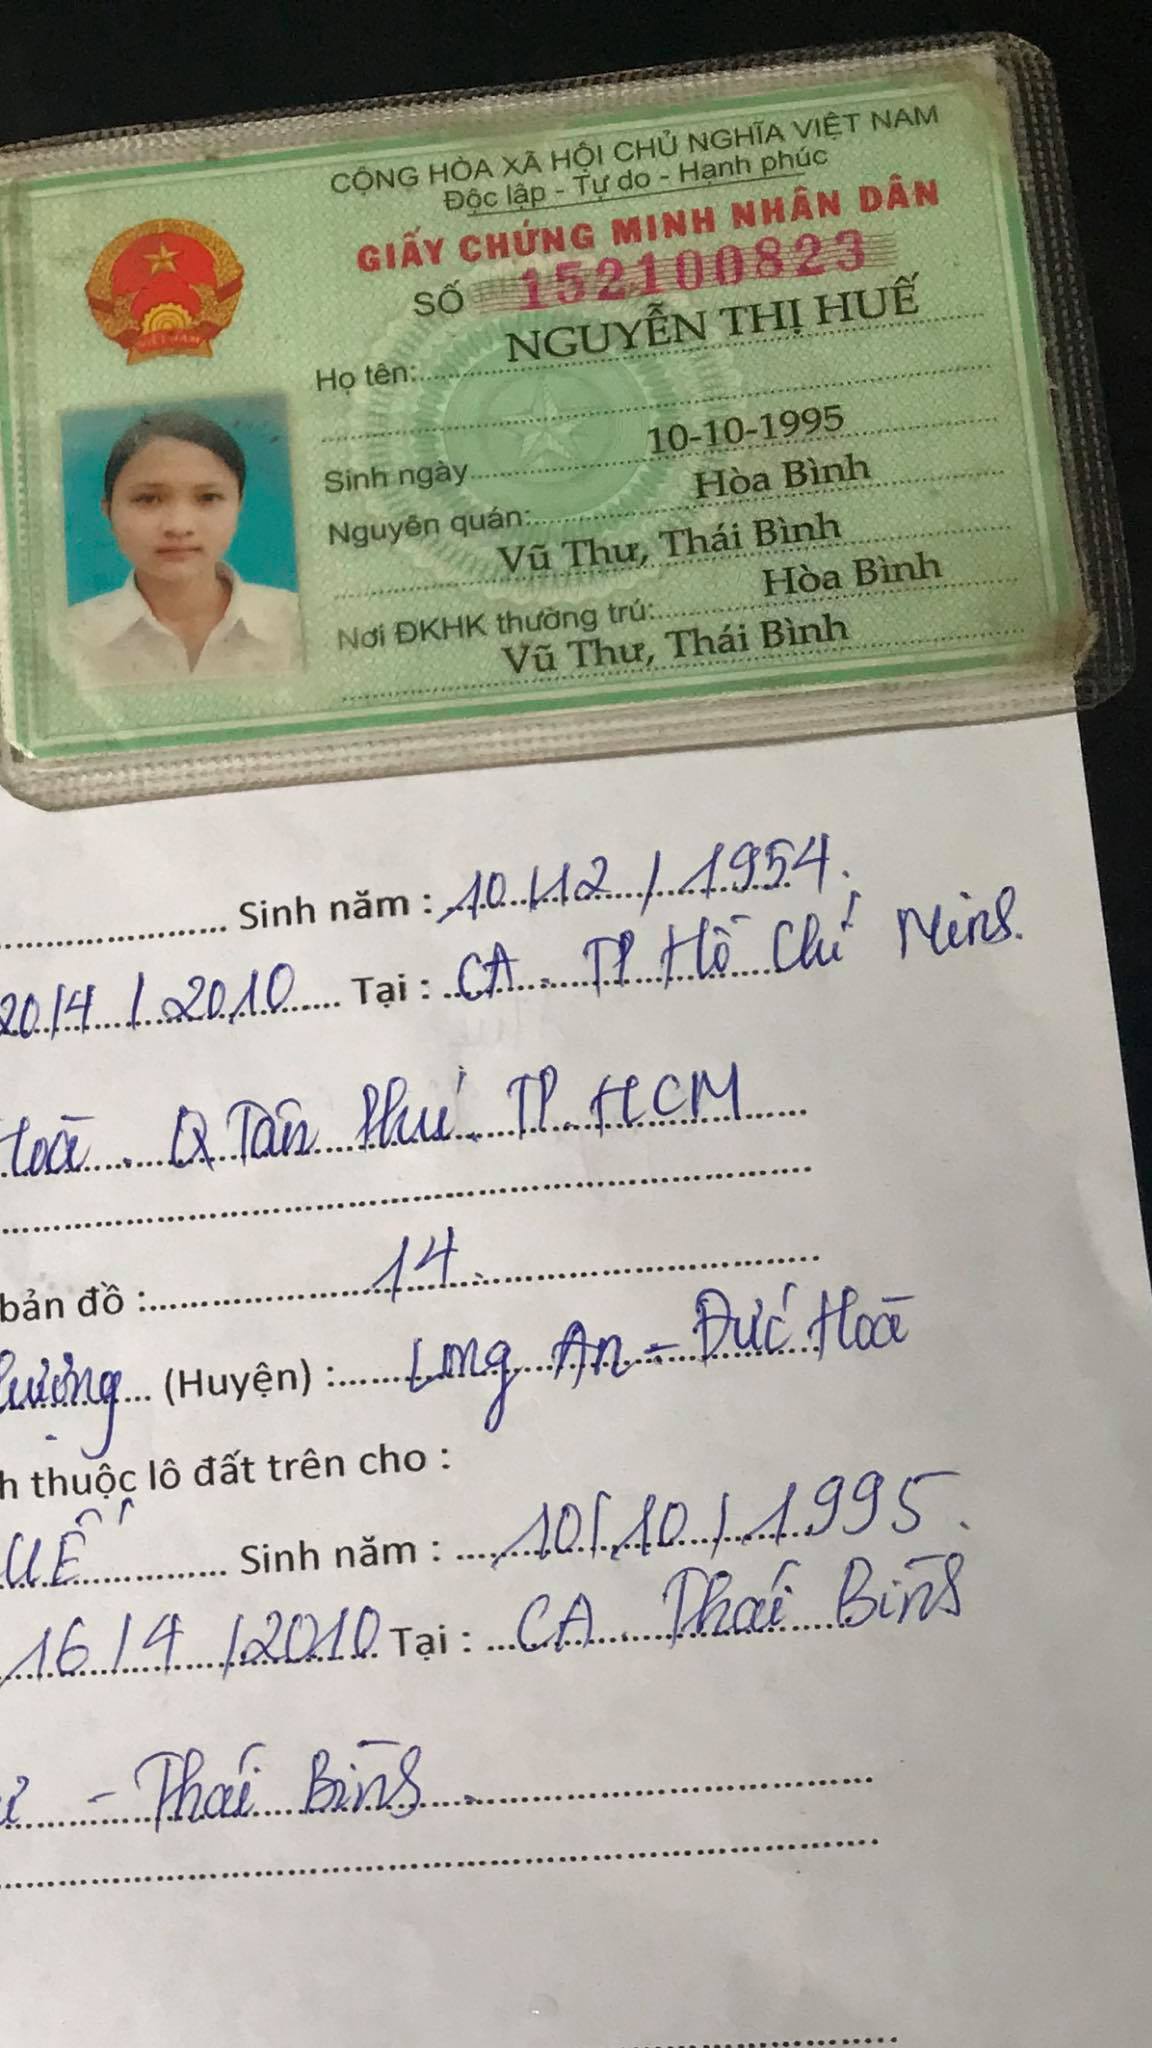 CỘNG HÒA XÃ HỘI CHỦ NGHĨA VIỆT NAM
Độc lập - Tự do - Hạnh phúc
GIẤY CHỨNG MINH NHÂN DÂN
SỐ 152100823
Họ tên: NGUYỄN THỊ HUẾ
Sinh ngày 10-10-1995
Nguyên quán: Hòa Bình
Vũ Thư, Thái Bình
Nơi ĐKHK thường trú: Hòa Bình
Vũ Thư, Thái Bình
VIỆT NAM
Sinh năm : 10/12/1954.
20/4/2010 Tại : CA. TP Hồ Chí Minh.
Hoà. Q Tân Phú. TP. HCM
bản đồ : 14.
(Huyện) : Long An - Đức Hoà
thuộc lô đất trên cho :
UẾ Sinh năm : 10/10/1995.
16/4/2010 Tại : CA. Thái Bình
- Thái Bình.